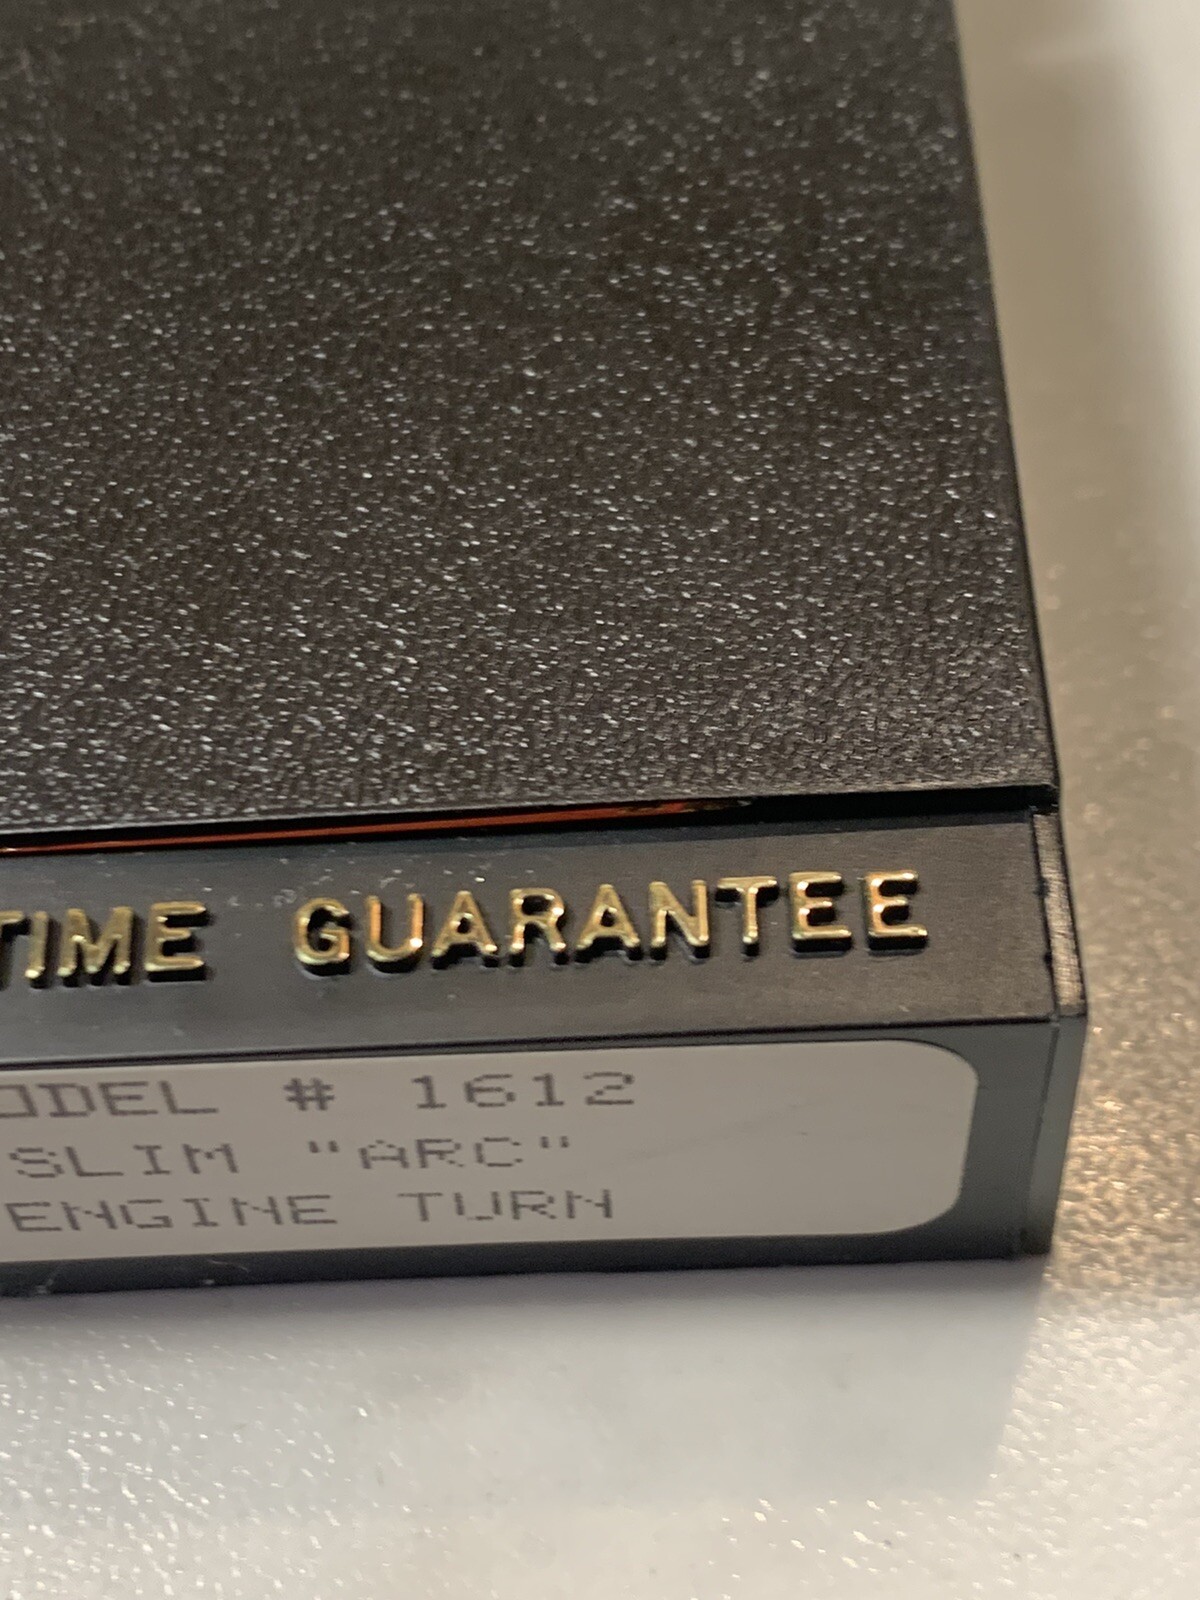 TIME GUARANTEE
ODEL # 1612
SLIM "ARC"
ENGINE TURN